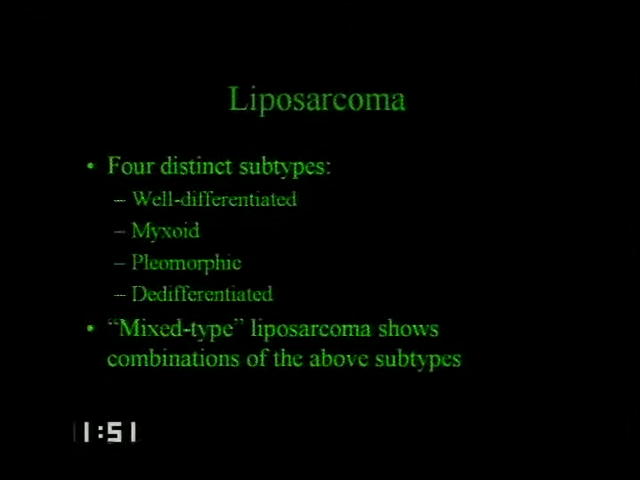 Liposarcoma
• Four distinct subtypes:
– Well-differentiated
– Myxoid
– Pleomorphic
– Dedifferentiated
• “Mixed-type” liposarcoma shows
combinations of the above subtypes
1:51